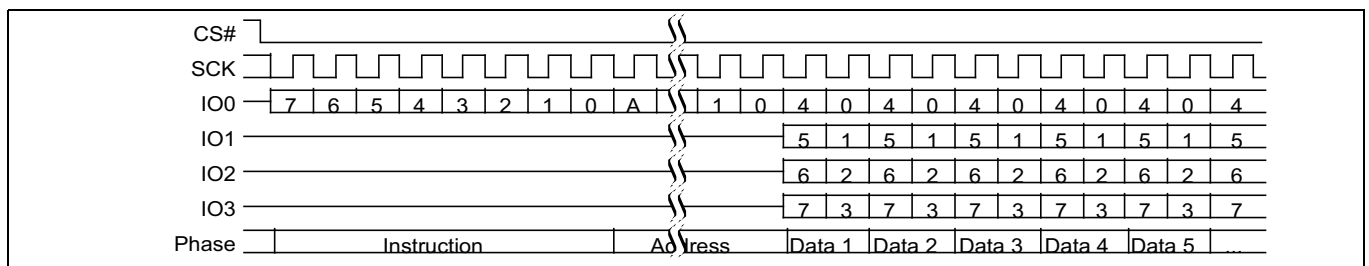 CS#
SCK
IO0 7 6 5 4 3 2 1 0 A 1 0 4 0 4 0 4 0 4 0 4 0 4
IO1 5 1 5 1 5 1 5 1 5 1 5
IO2 6 2 6 2 6 2 6 2 6 2 6
IO3 7 3 7 3 7 3 7 3 7 3 7
Phase Instruction Address Data 1 Data 2 Data 3 Data 4 Data 5 ...